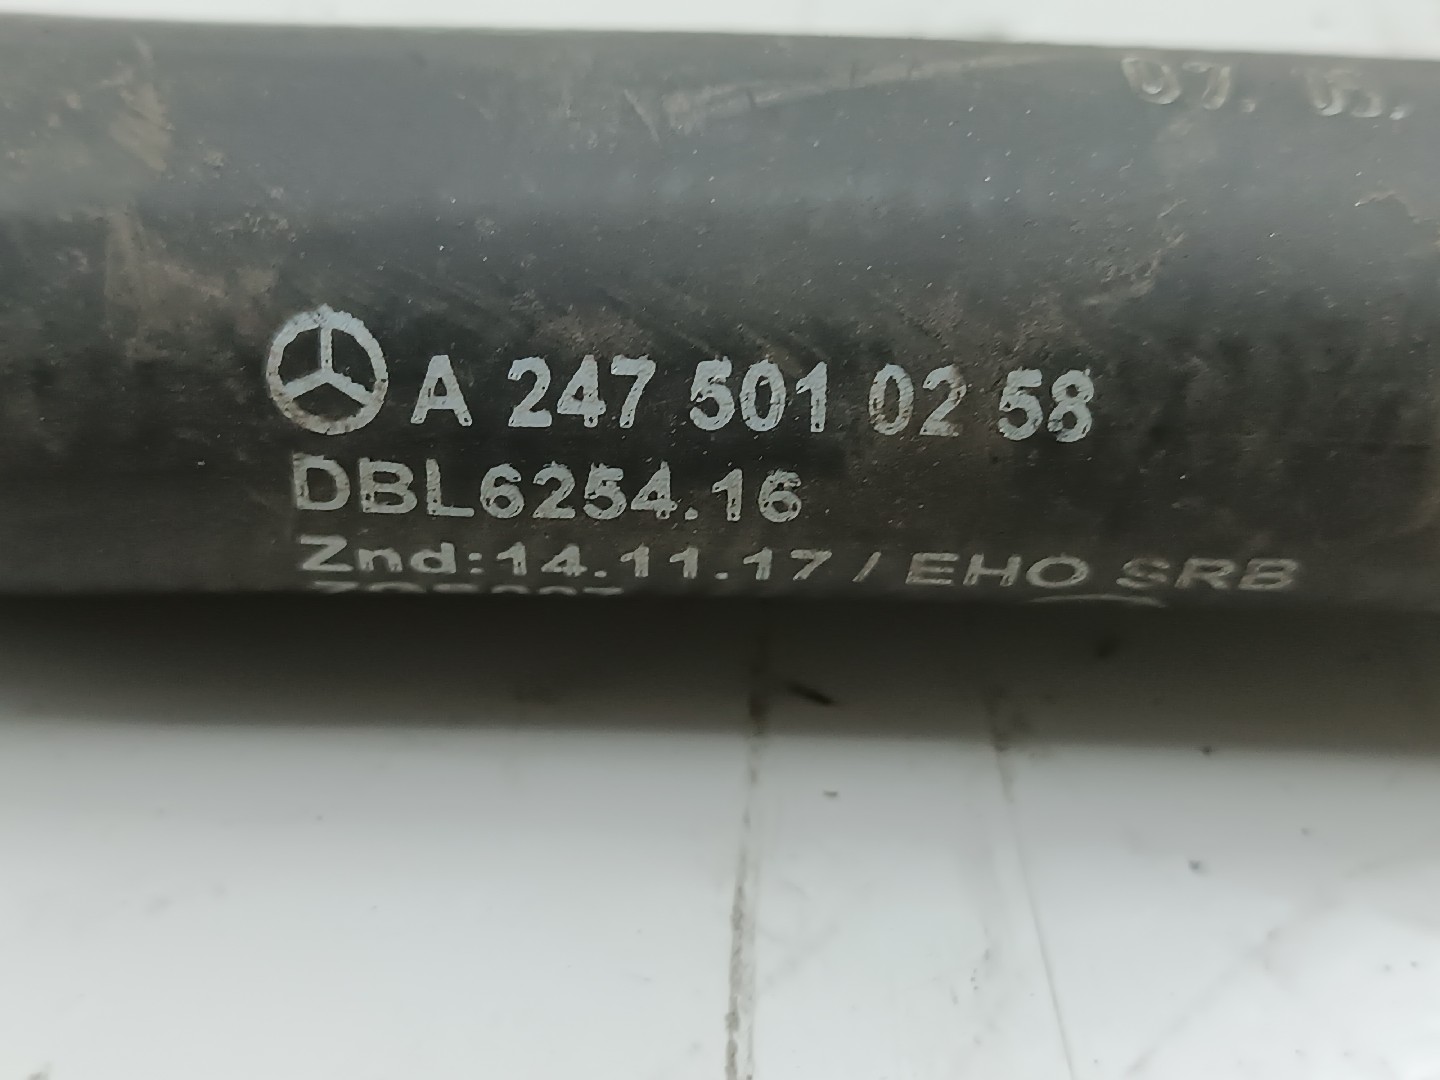 A 247 501 02 58
DBL6254.16
Znd:14.11.17 / EHO SRB